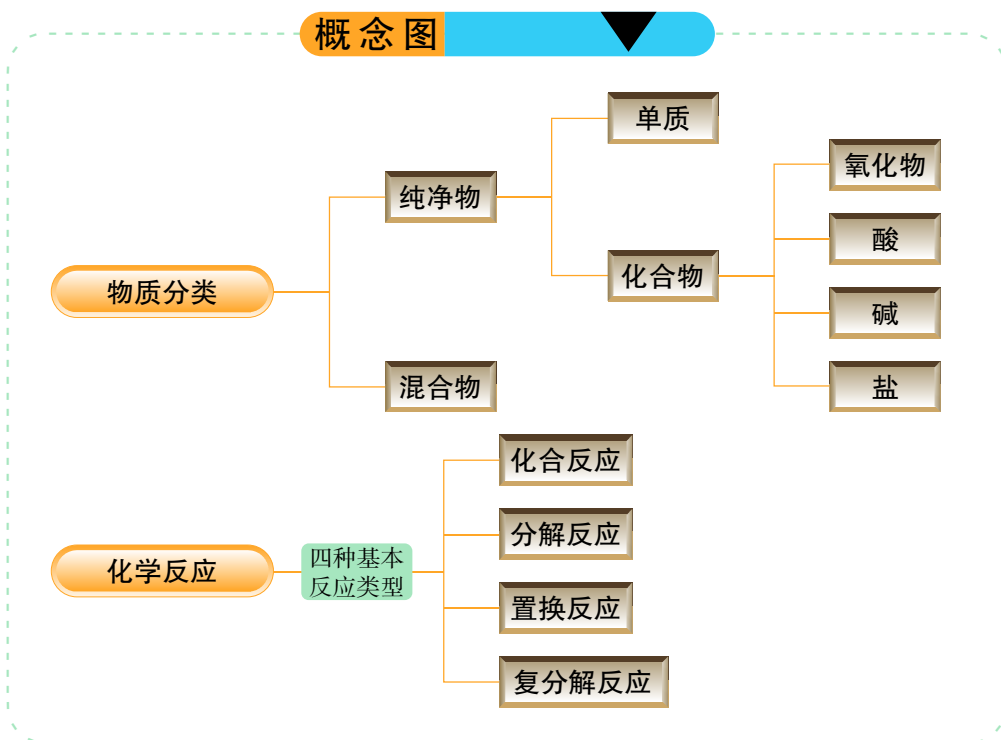 概念图
单质
氧化物
纯净物
酸
化合物
物质分类
碱
混合物
盐
化合反应
分解反应
四种基本
反应类型
化学反应
置换反应
复分解反应